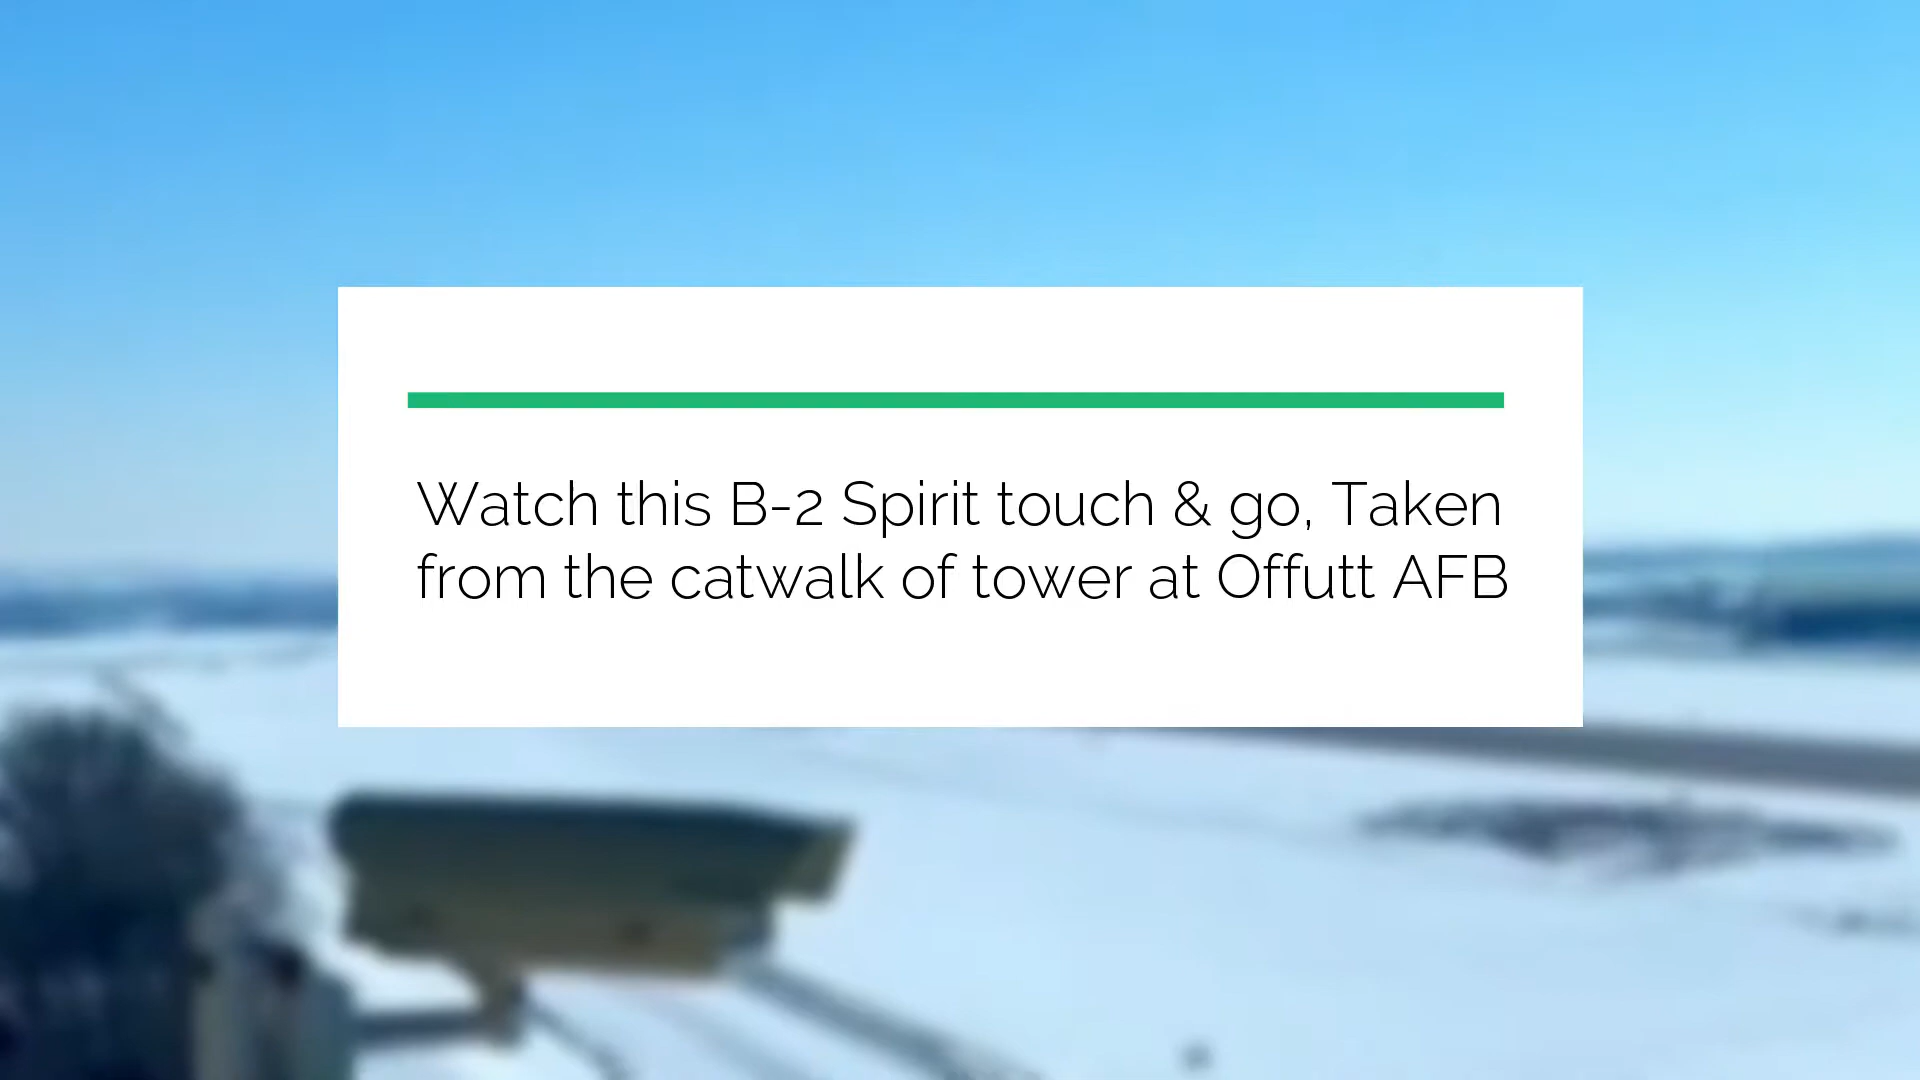 Watch this B-2 Spirit touch & go, Taken
from the catwalk of tower at Offutt AFB